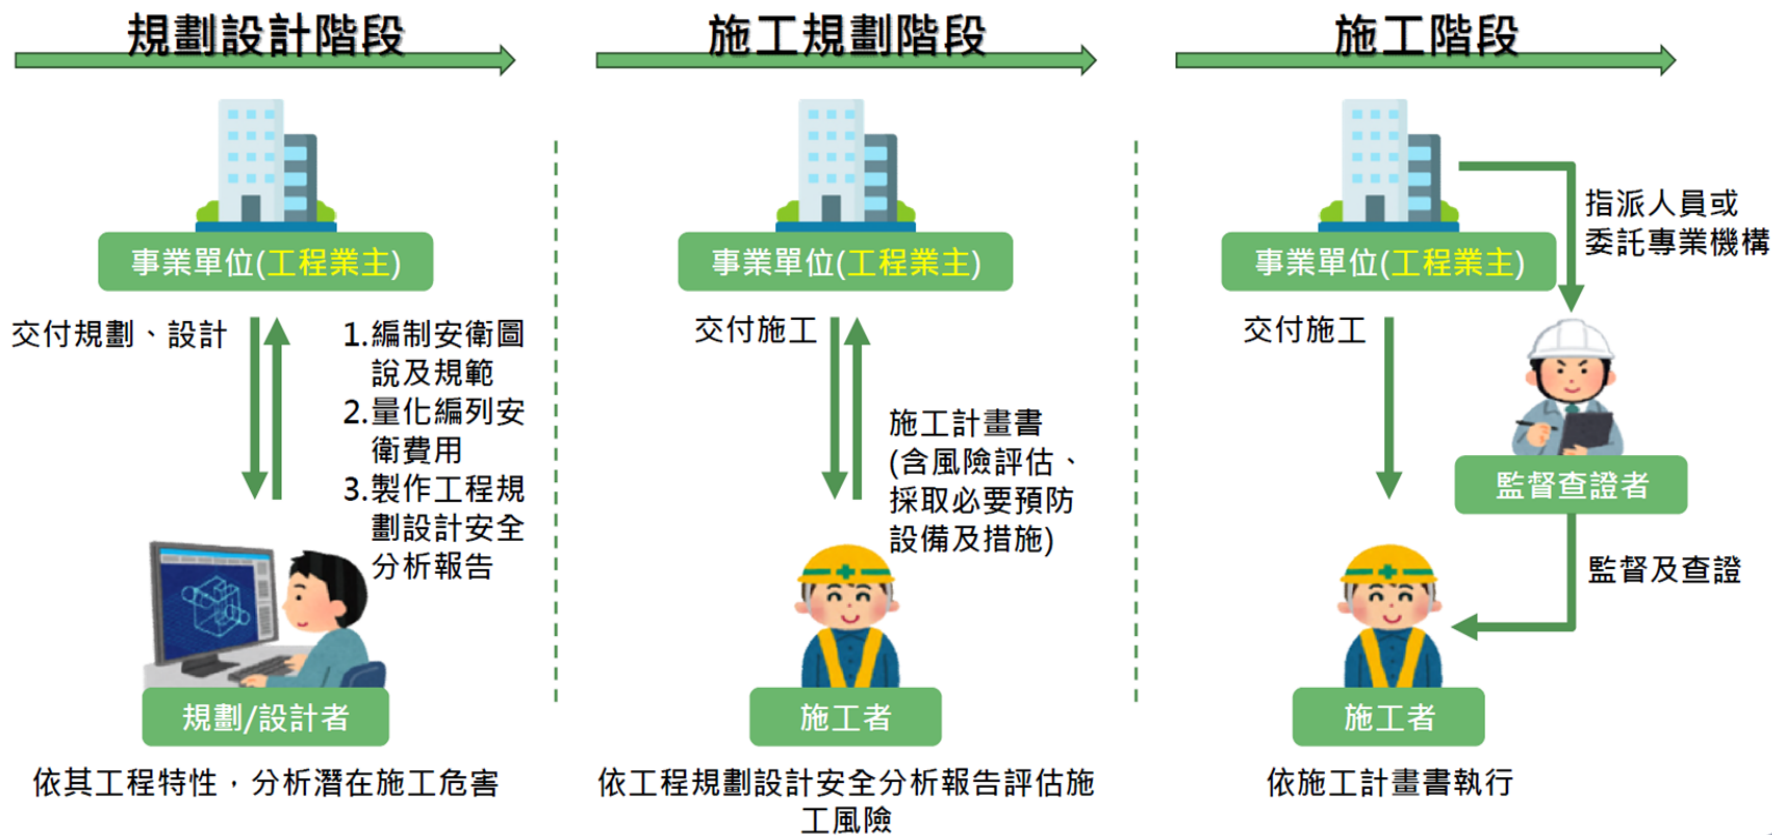 規劃設計階段
事業單位(工程業主)
交付規劃、設計
1.編制安衛圖
說及規範
2.量化編列安
衛費用
3.製作工程規
劃設計安全
分析報告
規劃/設計者
依其工程特性，分析潛在施工危害
施工規劃階段
事業單位(工程業主)
交付施工
施工計畫書
(含風險評估、
採取必要預防
設備及措施)
施工者
依工程規劃設計安全分析報告評估施
工風險
施工階段
事業單位(工程業主)
指派人員或
委託專業機構
交付施工
監督查證者
監督及查證
施工者
依施工計畫書執行